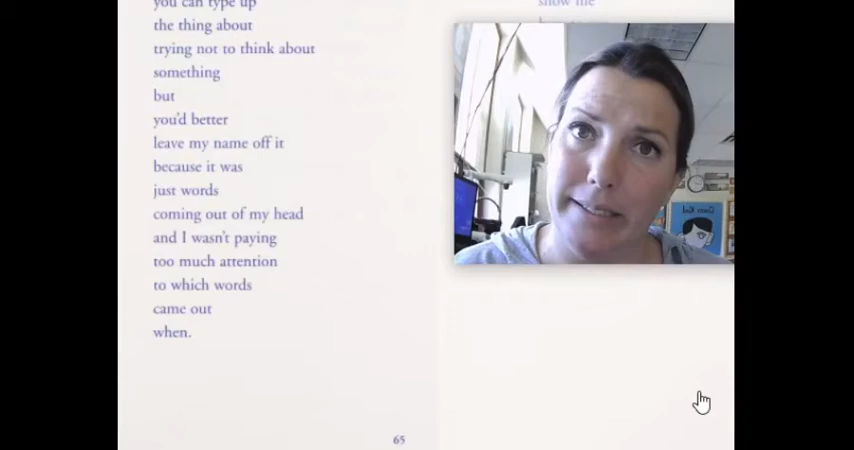 you can type up
the thing about
trying not to think about
something
but
you'd better
leave my name off it
because it was
just words
coming out of my head
and I wasn't paying
too much attention
to which words
came out
when.
65
show me